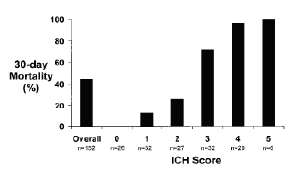 30-day
Mortality
(%)
100
80
60
40
20
0
Overall 0 1 2 3 4 5
n=152 n=26 n=32 n=27 n=32 n=29 n=6
ICH Score